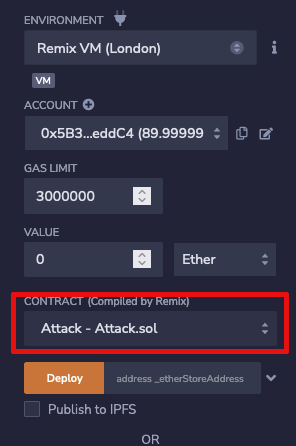 ENVIRONMENT
Remix VM (London)
VM
ACCOUNT
0x5B3...eddC4 (89.99999
GAS LIMIT
3000000
VALUE
0 Ether
CONTRACT (Compiled by Remix)
Attack - Attack.sol
Deploy address _etherStoreAddress
Publish to IPFS
OR